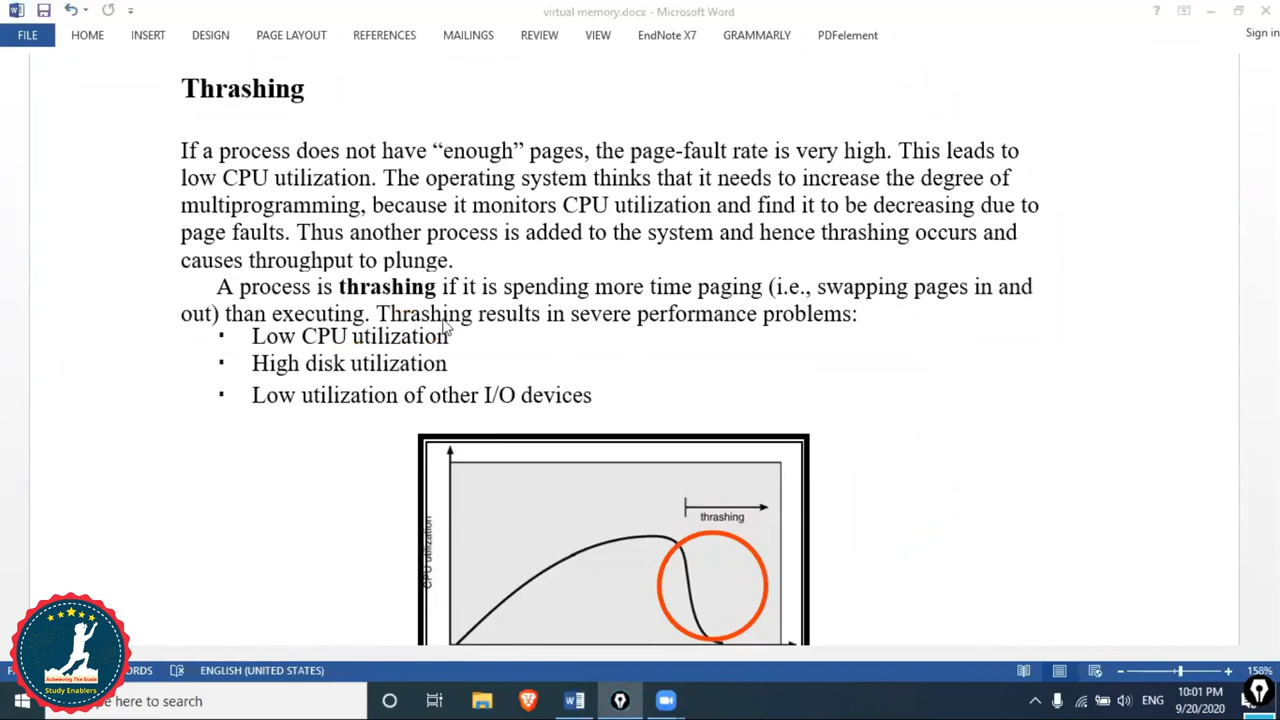 virtual memory.docx - Microsoft Word
FILE HOME INSERT DESIGN PAGE LAYOUT REFERENCES MAILINGS REVIEW VIEW EndNote X7 GRAMMARLY PDFelement Sign in
Thrashing
If a process does not have “enough” pages, the page-fault rate is very high. This leads to
low CPU utilization. The operating system thinks that it needs to increase the degree of
multiprogramming, because it monitors CPU utilization and find it to be decreasing due to
page faults. Thus another process is added to the system and hence thrashing occurs and
causes throughput to plunge.
A process is thrashing if it is spending more time paging (i.e., swapping pages in and
out) than executing. Thrashing results in severe performance problems:
▪ Low CPU utilization
▪ High disk utilization
▪ Low utilization of other I/O devices
thrashing
CPU utilization
Acheieving The Goals
Study Enablers
ORDS ENGLISH (UNITED STATES) 158%
pe here to search
ENG
10:01 PM
9/20/2020